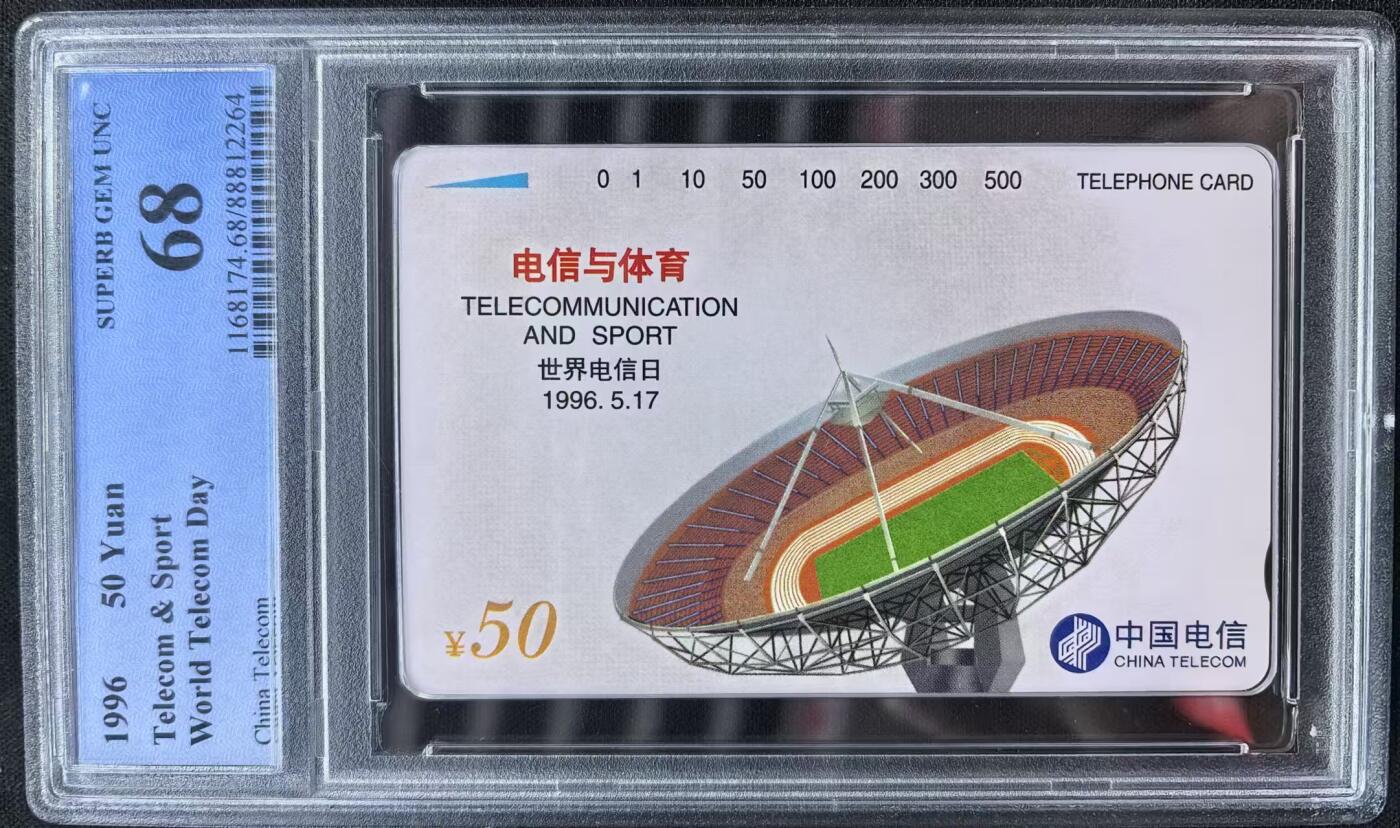 SUPERB GEM UNC
68
1168174.68/88812264
1996 50 Yuan
Telecom & Sport
World Telecom Day
China Telecom
0 1 10 50 100 200 300 500 TELEPHONE CARD
电信与体育
TELECOMMUNICATION
AND SPORT
世界电信日
1996. 5.17
¥50
中国电信
CHINA TELECOM